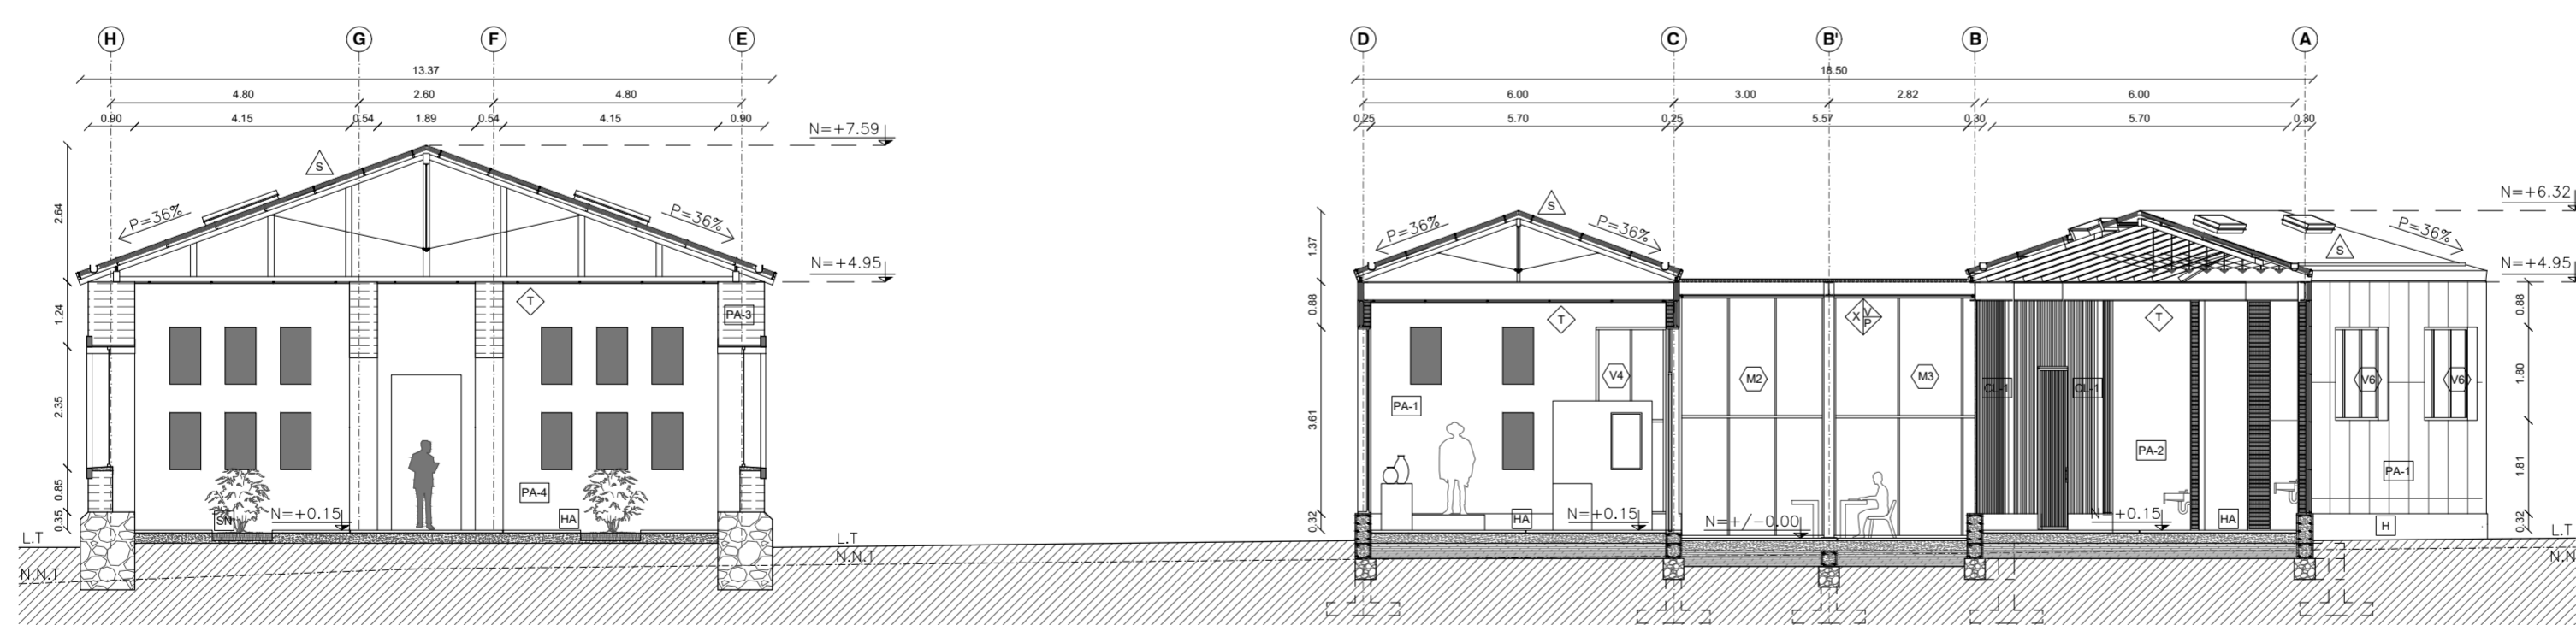 H G F E D C B' B A
13.37
18.50
4.80 2.60 4.80
6.00 3.00 2.82 6.00
0.90 4.15 0.54 1.89 0.54 4.15 0.90
0.25 5.70 0.25 5.57 0.30 5.70 0.30
N=+7.59
S
P=36% P=36%
2.64
N=+4.95
T
1.24
PA-3
2.35
PA-4
0.85
SN N=+0.15 HA
0.35
L.T L.T
N.N.T N.N.T
S
P=36% P=36%
1.37
0.88
T
X V
P
V4
M2 M3
PA-1
3.61
HA N=+0.15
N=+/-0.00
0.32
N=+6.32
P=36%
S
N=+4.95
T
0.88
CL-1 CL-1
V6 V6
1.80
PA-2
PA-1
1.81
N=+0.15 HA
H
0.32
L.T
N.N